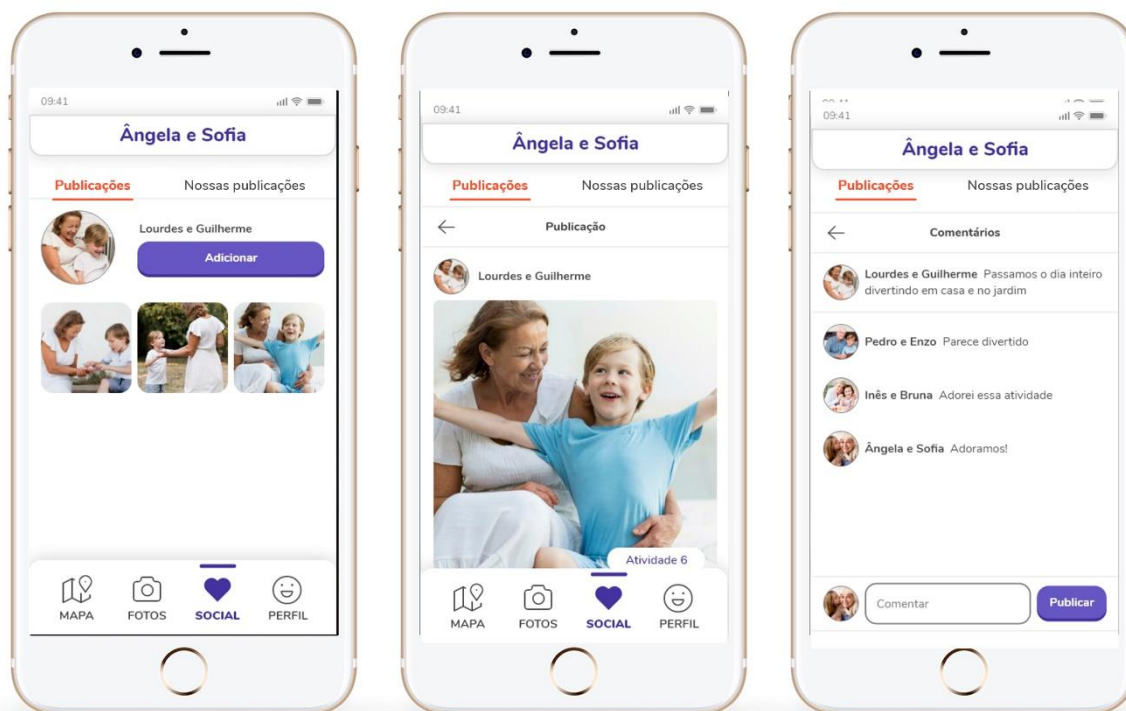 09:41
Ângela e Sofia
Publicações Nossas publicações
Lourdes e Guilherme
Adicionar
MAPA FOTOS SOCIAL PERFIL
09:41
Ângela e Sofia
Publicações Nossas publicações
Publicação
Lourdes e Guilherme
Atividade 6
MAPA FOTOS SOCIAL PERFIL
09:41
Ângela e Sofia
Publicações Nossas publicações
Comentários
Lourdes e Guilherme Passamos o dia inteiro
divertindo em casa e no jardim
Pedro e Enzo Parece divertido
Inês e Bruna Adorei essa atividade
Ângela e Sofia Adoramos!
Comentar
Publicar